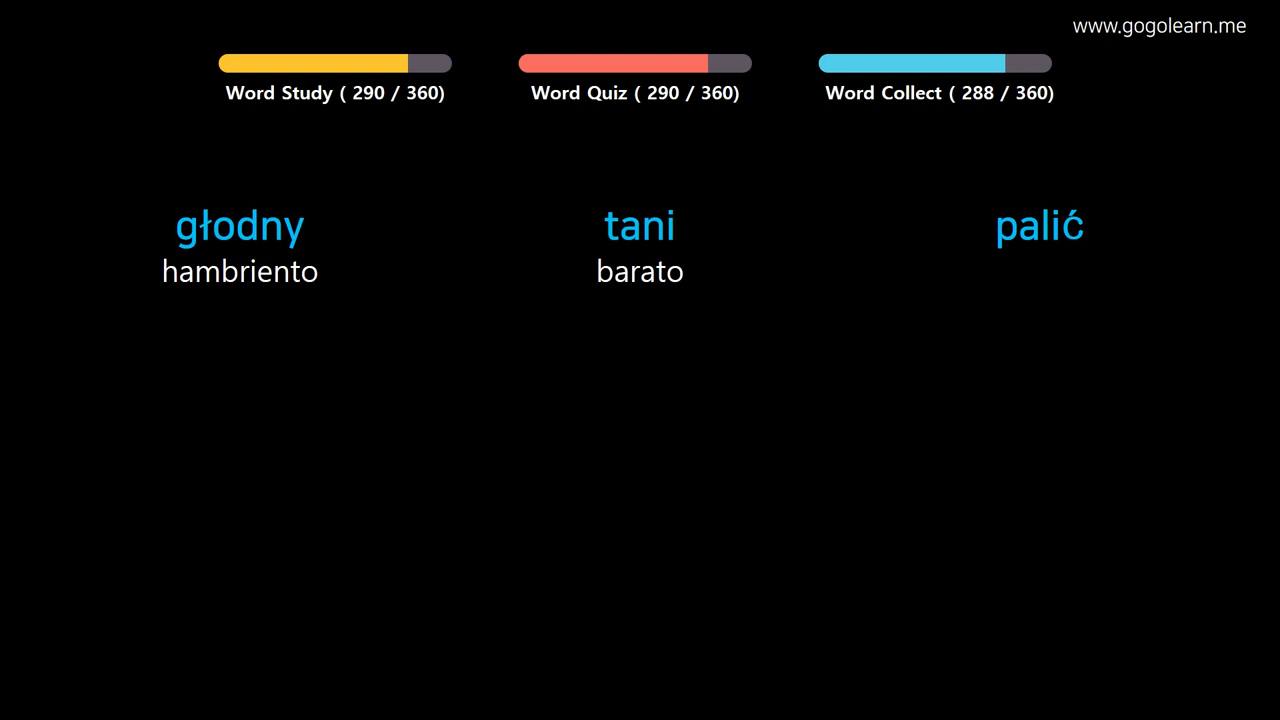 www.gogolearn.me
Word Study ( 290 / 360)
Word Quiz ( 290 / 360)
Word Collect ( 288 / 360)
głodny
hambriento
tani
barato
palić